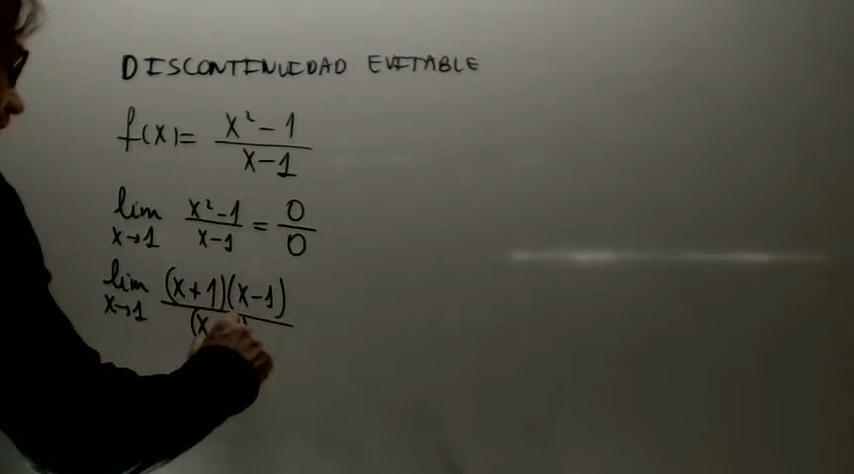 DISCONTINUIDAD EVITABLE
f(x)= x²-1 / x-1
lim x→1 x²-1 / x-1 = 0/0
lim x→1 (x+1)(x-1) / (x